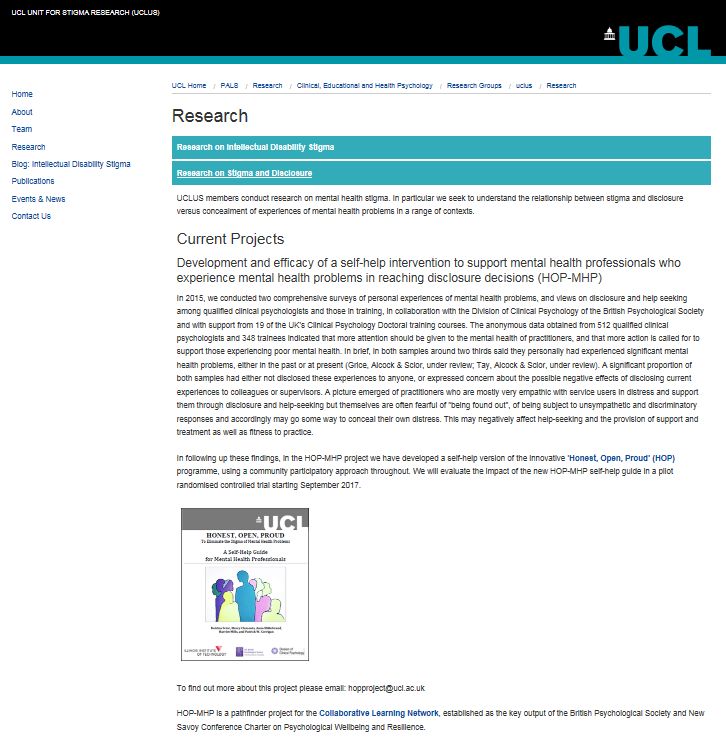 UCL UNIT FOR STIGMA RESEARCH (UCLUS)
UCL
Home
About
Team
Research
Blog: Intellectual Disability Stigma
Publications
Events & News
Contact Us
UCL Home / PALS / Research / Clinical, Educational and Health Psychology / Research Groups / uclus / Research
Research
Research on Intellectual Disability Stigma
Research on Stigma and Disclosure
UCLUS members conduct research on mental health stigma. In particular we seek to understand the relationship between stigma and disclosure
versus concealment of experiences of mental health problems in a range of contexts.
Current Projects
Development and efficacy of a self-help intervention to support mental health professionals who
experience mental health problems in reaching disclosure decisions (HOP-MHP)
In 2015, we conducted two comprehensive surveys of personal experiences of mental health problems, and views on disclosure and help seeking
among qualified clinical psychologists and those in training, in collaboration with the Division of Clinical Psychology of the British Psychological Society
and with support from 19 of the UK's Clinical Psychology Doctoral training courses. The anonymous data obtained from 512 qualified clinical
psychologists and 348 trainees indicated that more attention should be given to the mental health of practitioners, and that more action is called for to
support those experiencing poor mental health. In brief, in both samples around two thirds said they personally had experienced significant mental
health problems, either in the past or at present (Grice, Alcock & Scior, under review; Tay, Alcock & Scior, under review). A significant proportion of
both samples had either not disclosed these experiences to anyone, or expressed concern about the possible negative effects of disclosing current
experiences to colleagues or supervisors. A picture emerged of practitioners who are mostly very empathic with service users in distress and support
them through disclosure and help-seeking but themselves are often fearful of "being found out", of being subject to unsympathetic and discriminatory
responses and accordingly may go some way to conceal their own distress. This may negatively affect help-seeking and the provision of support and
treatment as well as fitness to practice.
In following up these findings, in the HOP-MHP project we have developed a self-help version of the innovative 'Honest, Open, Proud' (HOP)
programme, using a community participatory approach throughout. We will evaluate the impact of the new HOP-MHP self-help guide in a pilot
randomised controlled trial starting September 2017.
UCL
HONEST, OPEN, PROUD
To Eliminate the Stigma of Mental Health Problems
A Self-Help Guide
for Mental Health Professionals
ILLINOIS INSTITUTE
OF TECHNOLOGY
Division of
Clinical Psychology
To find out more about this project please email: hopproject@ucl.ac.uk
HOP-MHP is a pathfinder project for the Collaborative Learning Network, established as the key output of the British Psychological Society and New
Savoy Conference Charter on Psychological Wellbeing and Resilience.